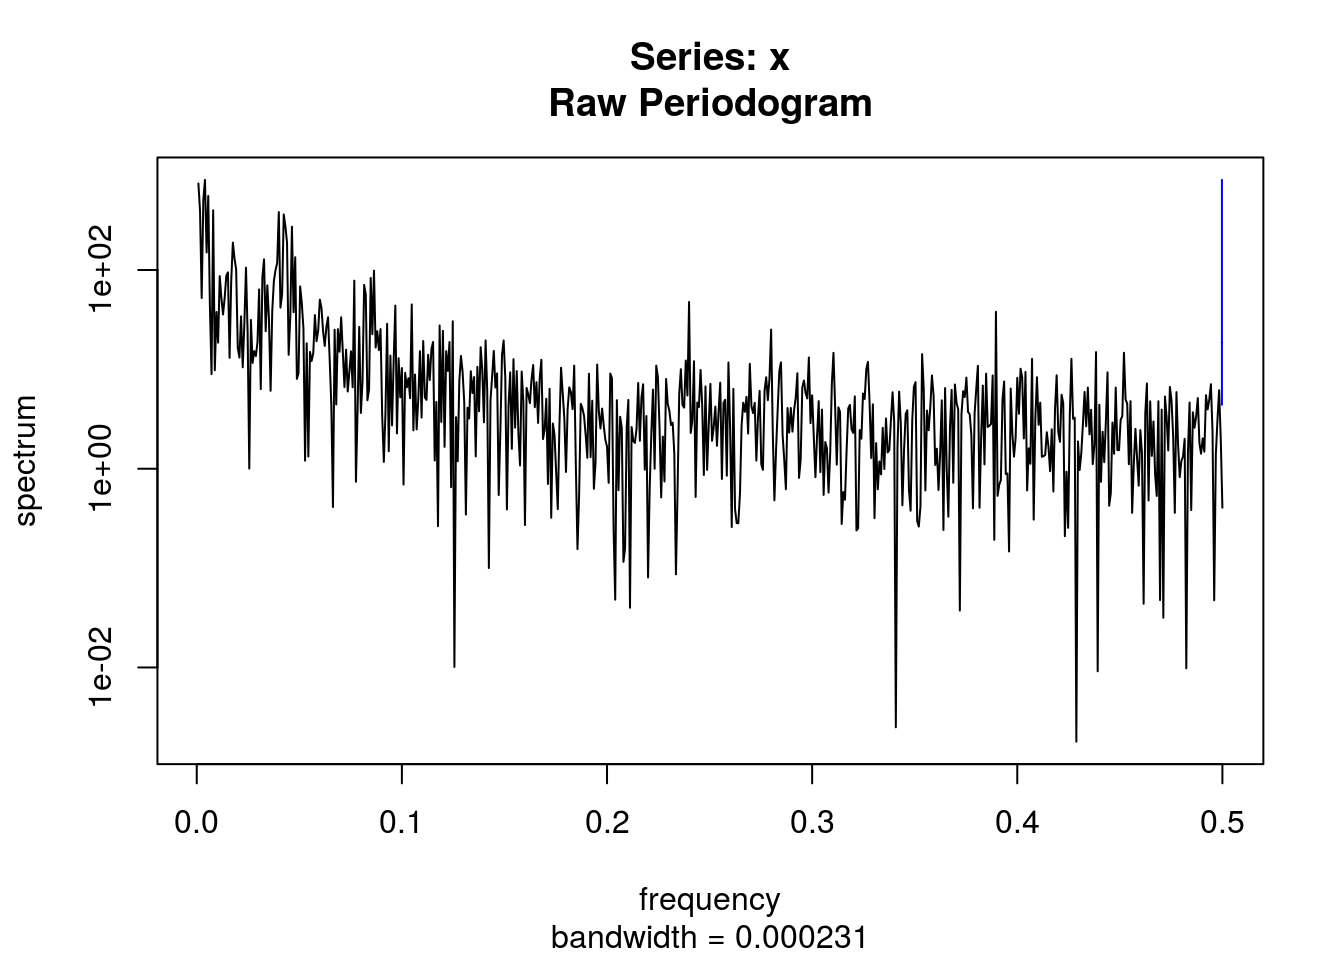 Series: x
Raw Periodogram
spectrum
1e+02
1e+00
1e-02
0.0 0.1 0.2 0.3 0.4 0.5
frequency
bandwidth = 0.000231